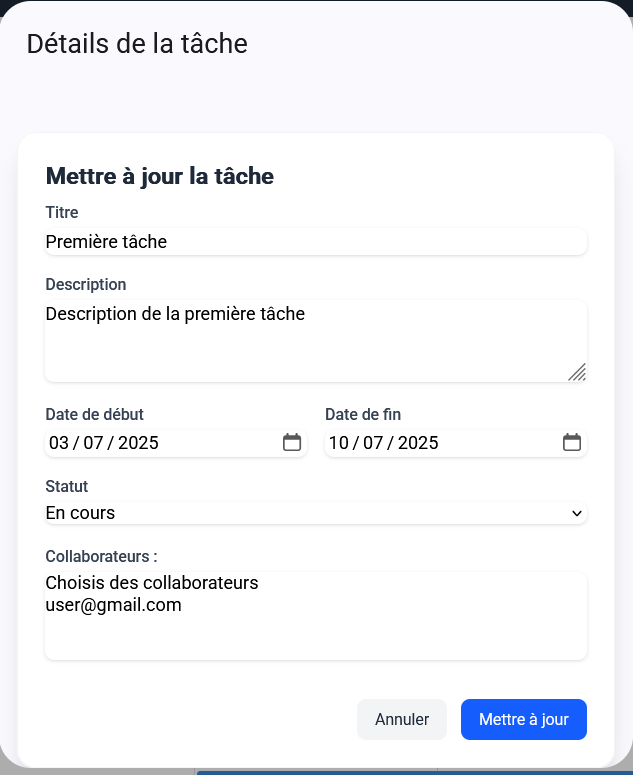 Détails de la tâche
Mettre à jour la tâche
Titre
Première tâche
Description
Description de la première tâche
Date de début
Date de fin
03 / 07 / 2025
10 / 07 / 2025
Statut
En cours
Collaborateurs :
Choisis des collaborateurs
user@gmail.com
Annuler
Mettre à jour